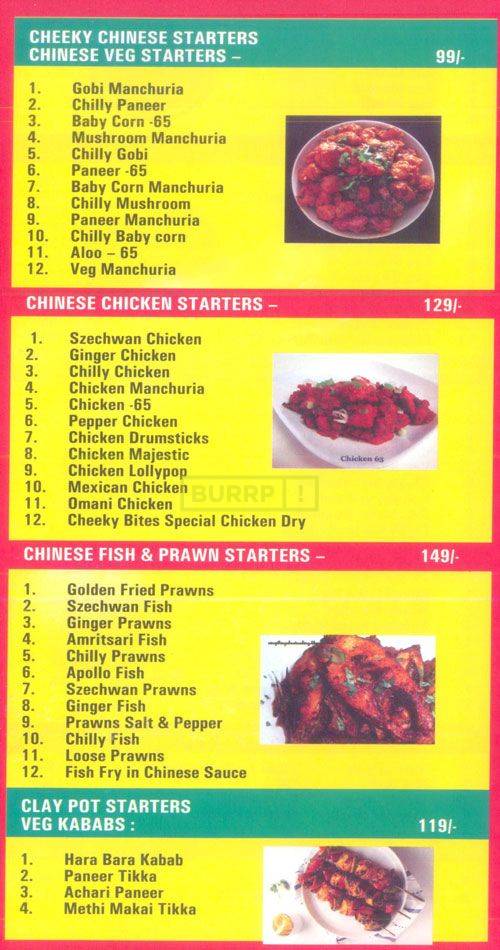 CHEEKY CHINESE STARTERS
CHINESE VEG STARTERS – 99/-
1. Gobi Manchuria
2. Chilly Paneer
3. Baby Corn -65
4. Mushroom Manchuria
5. Chilly Gobi
6. Paneer -65
7. Baby Corn Manchuria
8. Chilly Mushroom
9. Paneer Manchuria
10. Chilly Baby corn
11. Aloo – 65
12. Veg Manchuria
CHINESE CHICKEN STARTERS – 129/-
1. Szechwan Chicken
2. Ginger Chicken
3. Chilly Chicken
4. Chicken Manchuria
5. Chicken -65
6. Pepper Chicken
7. Chicken Drumsticks
8. Chicken Majestic
9. Chicken Lollypop
10. Mexican Chicken
11. Omani Chicken
12. Cheeky Bites Special Chicken Dry
Chicken 65
BURRP !
CHINESE FISH & PRAWN STARTERS – 149/-
1. Golden Fried Prawns
2. Szechwan Fish
3. Ginger Prawns
4. Amritsari Fish
5. Chilly Prawns
6. Apollo Fish
7. Szechwan Prawns
8. Ginger Fish
9. Prawns Salt & Pepper
10. Chilly Fish
11. Loose Prawns
12. Fish Fry in Chinese Sauce
CLAY POT STARTERS
VEG KABABS : 119/-
1. Hara Bara Kabab
2. Paneer Tikka
3. Achari Paneer
4. Methi Makai Tikka